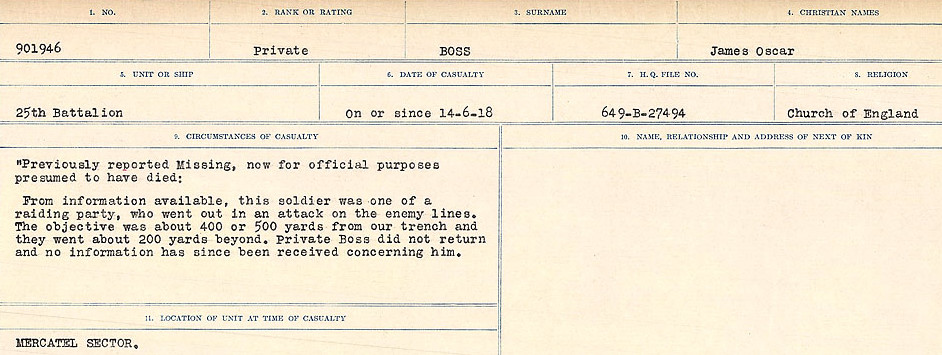 1. NO. 2. RANK OR RATING 3. SURNAME 4. CHRISTIAN NAMES
901946 Private BOSS James Oscar
5. UNIT OR SHIP 6. DATE OF CASUALTY 7. H.Q. FILE NO. 8. RELIGION
25th Battalion On or since 14-6-18 649-B-27494 Church of England
9. CIRCUMSTANCES OF CASUALTY 10. NAME, RELATIONSHIP AND ADDRESS OF NEXT OF KIN
"Previously reported Missing, now for official purposes
presumed to have died:
From information available, this soldier was one of a
raiding party, who went out in an attack on the enemy lines.
The objective was about 400 or 500 yards from our trench and
they went about 200 yards beyond. Private Boss did not return
and no information has since been received concerning him.
11. LOCATION OF UNIT AT TIME OF CASUALTY
MERCATEL SECTOR.